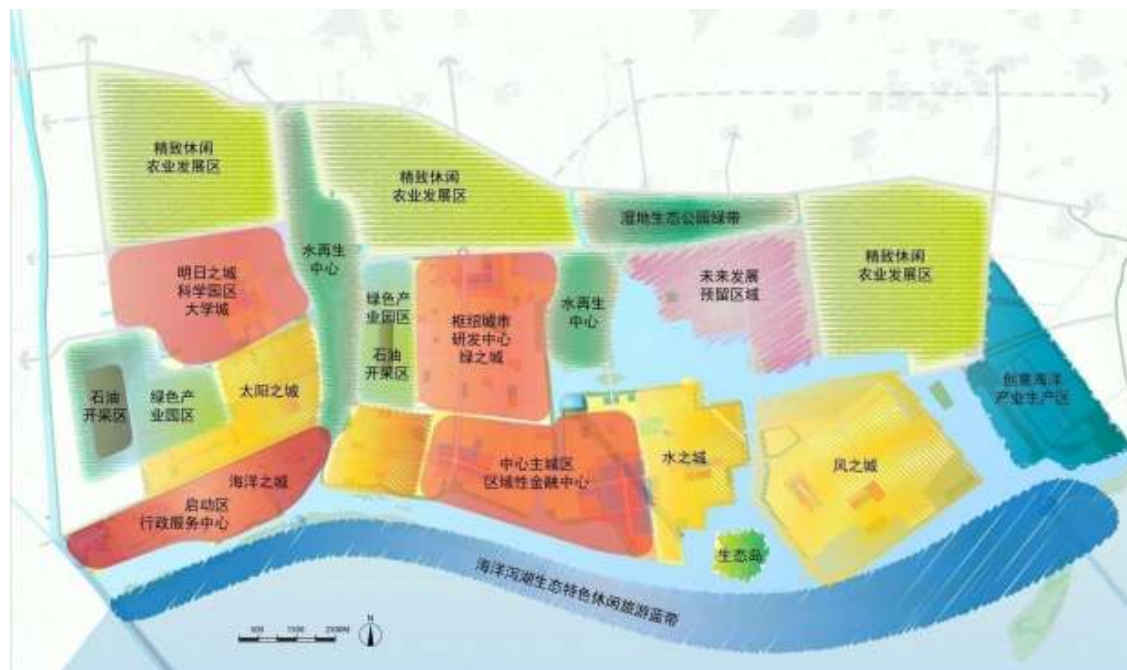 精致休闲
农业发展区
精致休闲
农业发展区
湿地生态公园绿带
精致休闲
农业发展区
水再生
中心
明日之城
科学园区
大学城
绿色产
业园区
石油
开采区
枢纽城市
研发中心
绿之城
水再生
中心
未来发展
预留区域
创意海洋
产业生产区
石油
开采区
绿色产
业园区
太阳之城
海洋之城
启动区
行政服务中心
中心主城区
区域性金融中心
水之城
风之城
生态岛
海洋泻湖生态特色休闲旅游蓝带
N